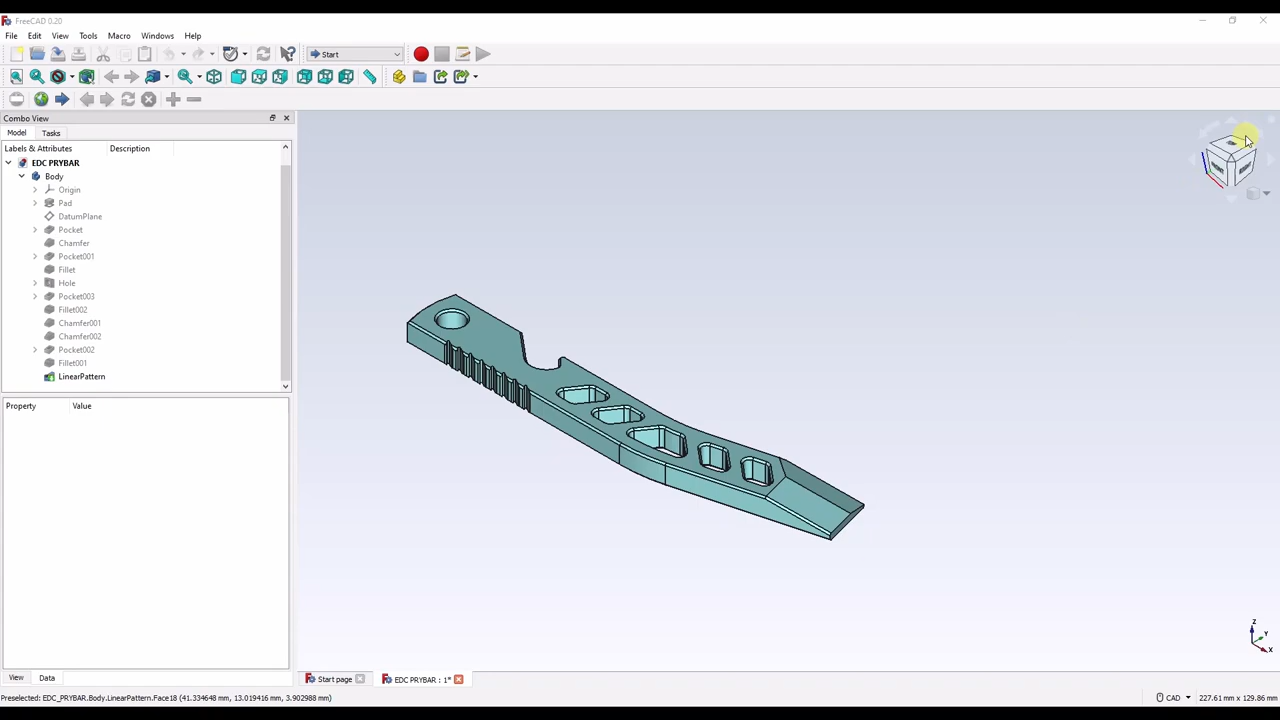 FreeCAD 0.20
File Edit View Tools Macro Windows Help
Start
Combo View
Model Tasks
Labels & Attributes Description
EDC PRYBAR
Body
Origin
Pad
DatumPlane
Pocket
Chamfer
Pocket001
Fillet
Hole
Pocket003
Fillet002
Chamfer001
Chamfer002
Pocket002
Fillet001
LinearPattern
Property Value
Z
Y
X
View Data
Start page EDC PRYBAR : 1*
Preselected: EDC_PRYBAR.Body.LinearPattern.Face18 (41.334648 mm, 13.019416 mm, 3.902988 mm)
CAD 227.61 mm x 129.86 mm